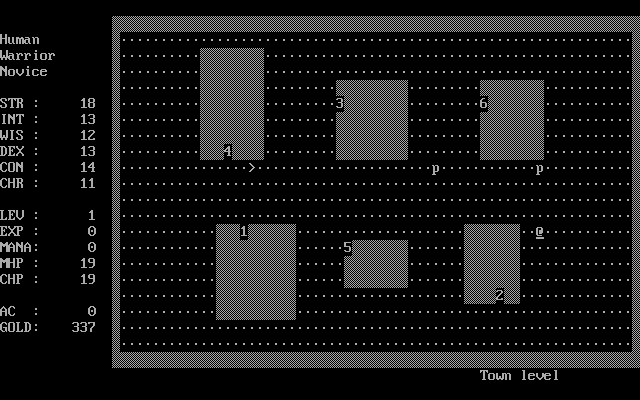 Human
Warrior
Novice
STR : 18
INT : 13
WIS : 12
DEX : 13
CON : 14
CHR : 11
LEV : 1
EXP : 0
MANA: 0
MHP : 19
CHP : 19
AC : 0
GOLD: 337
3 6
4
> p p
1 @
5
2
Town level